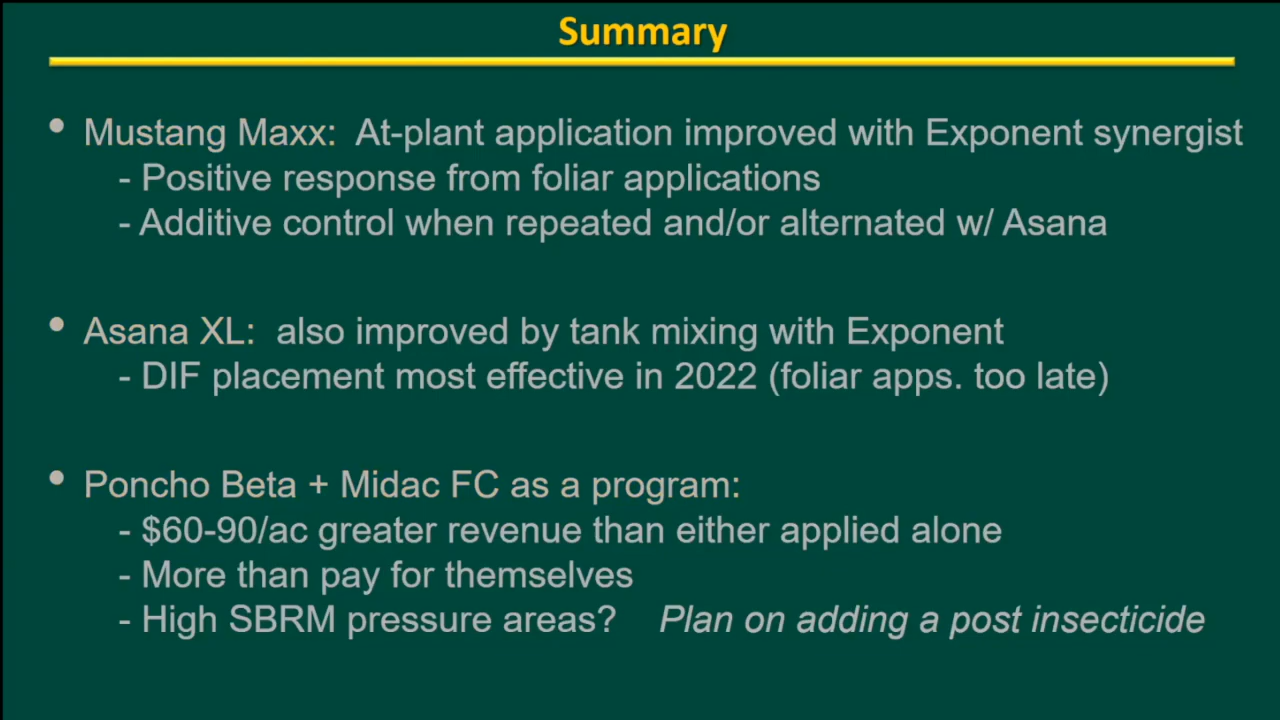 Summary
• Mustang Maxx: At-plant application improved with Exponent synergist
- Positive response from foliar applications
- Additive control when repeated and/or alternated w/ Asana
• Asana XL: also improved by tank mixing with Exponent
- DIF placement most effective in 2022 (foliar apps. too late)
• Poncho Beta + Midac FC as a program:
- $60-90/ac greater revenue than either applied alone
- More than pay for themselves
- High SBRM pressure areas? Plan on adding a post insecticide